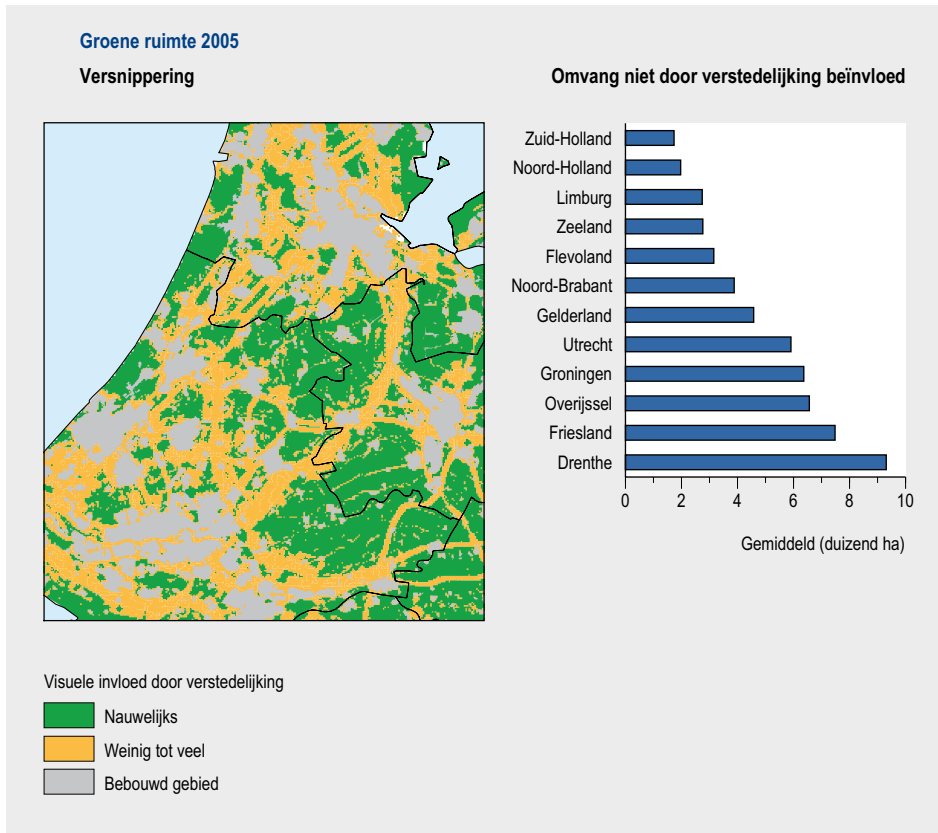 Groene ruimte 2005
Versnippering
Omvang niet door verstedelijking beïnvloed
Zuid-Holland
Noord-Holland
Limburg
Zeeland
Flevoland
Noord-Brabant
Gelderland
Utrecht
Groningen
Overijssel
Friesland
Drenthe
0 2 4 6 8 10
Gemiddeld (duizend ha)
Visuele invloed door verstedelijking
Nauwelijks
Weinig tot veel
Bebouwd gebied